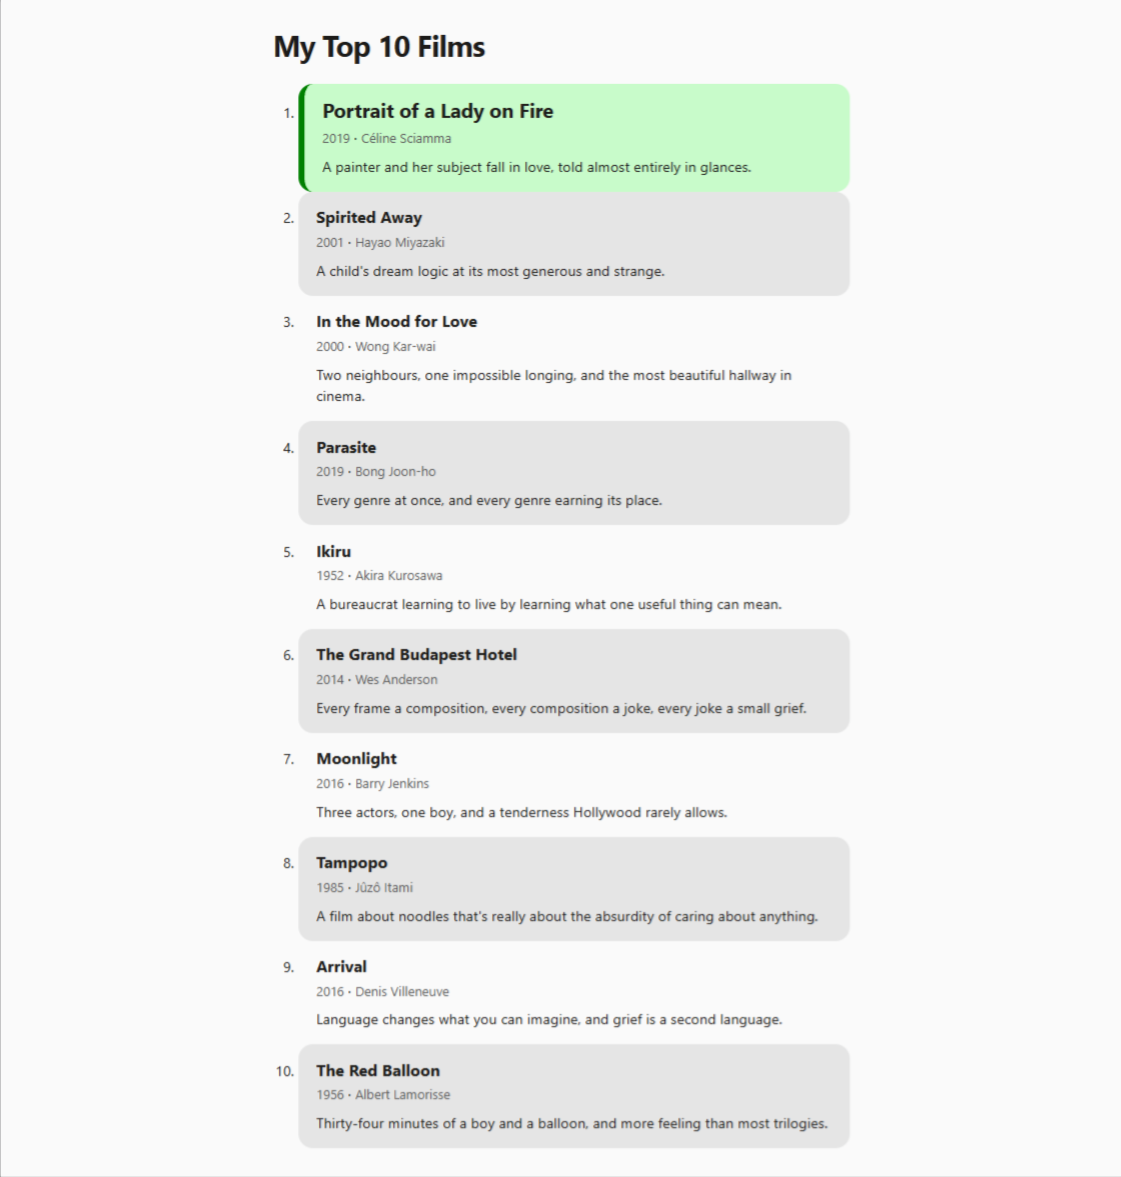 My Top 10 Films
1. Portrait of a Lady on Fire
2019 • Céline Sciamma
A painter and her subject fall in love, told almost entirely in glances.
2. Spirited Away
2001 • Hayao Miyazaki
A child's dream logic at its most generous and strange.
3. In the Mood for Love
2000 • Wong Kar-wai
Two neighbours, one impossible longing, and the most beautiful hallway in
cinema.
4. Parasite
2019 • Bong Joon-ho
Every genre at once, and every genre earning its place.
5. Ikiru
1952 • Akira Kurosawa
A bureaucrat learning to live by learning what one useful thing can mean.
6. The Grand Budapest Hotel
2014 • Wes Anderson
Every frame a composition, every composition a joke, every joke a small grief.
7. Moonlight
2016 • Barry Jenkins
Three actors, one boy, and a tenderness Hollywood rarely allows.
8. Tampopo
1985 • Jūzō Itami
A film about noodles that's really about the absurdity of caring about anything.
9. Arrival
2016 • Denis Villeneuve
Language changes what you can imagine, and grief is a second language.
10. The Red Balloon
1956 • Albert Lamorisse
Thirty-four minutes of a boy and a balloon, and more feeling than most trilogies.